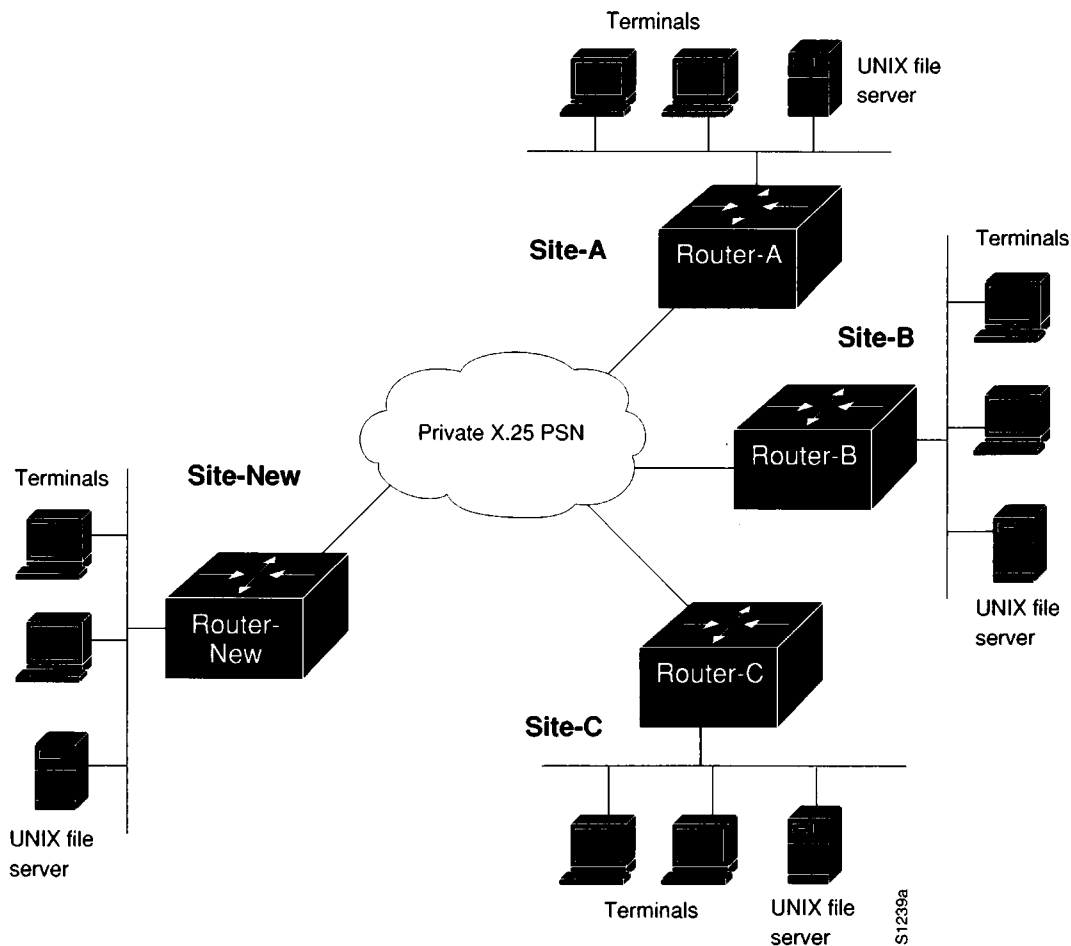 Terminals
UNIX file
server
Site-A
Router-A
Terminals
Site-B
Private X.25 PSN
Router-B
Terminals
Site-New
Router-
New
UNIX file
server
Router-C
Site-C
UNIX file
server
Terminals
UNIX file
server
S1239a